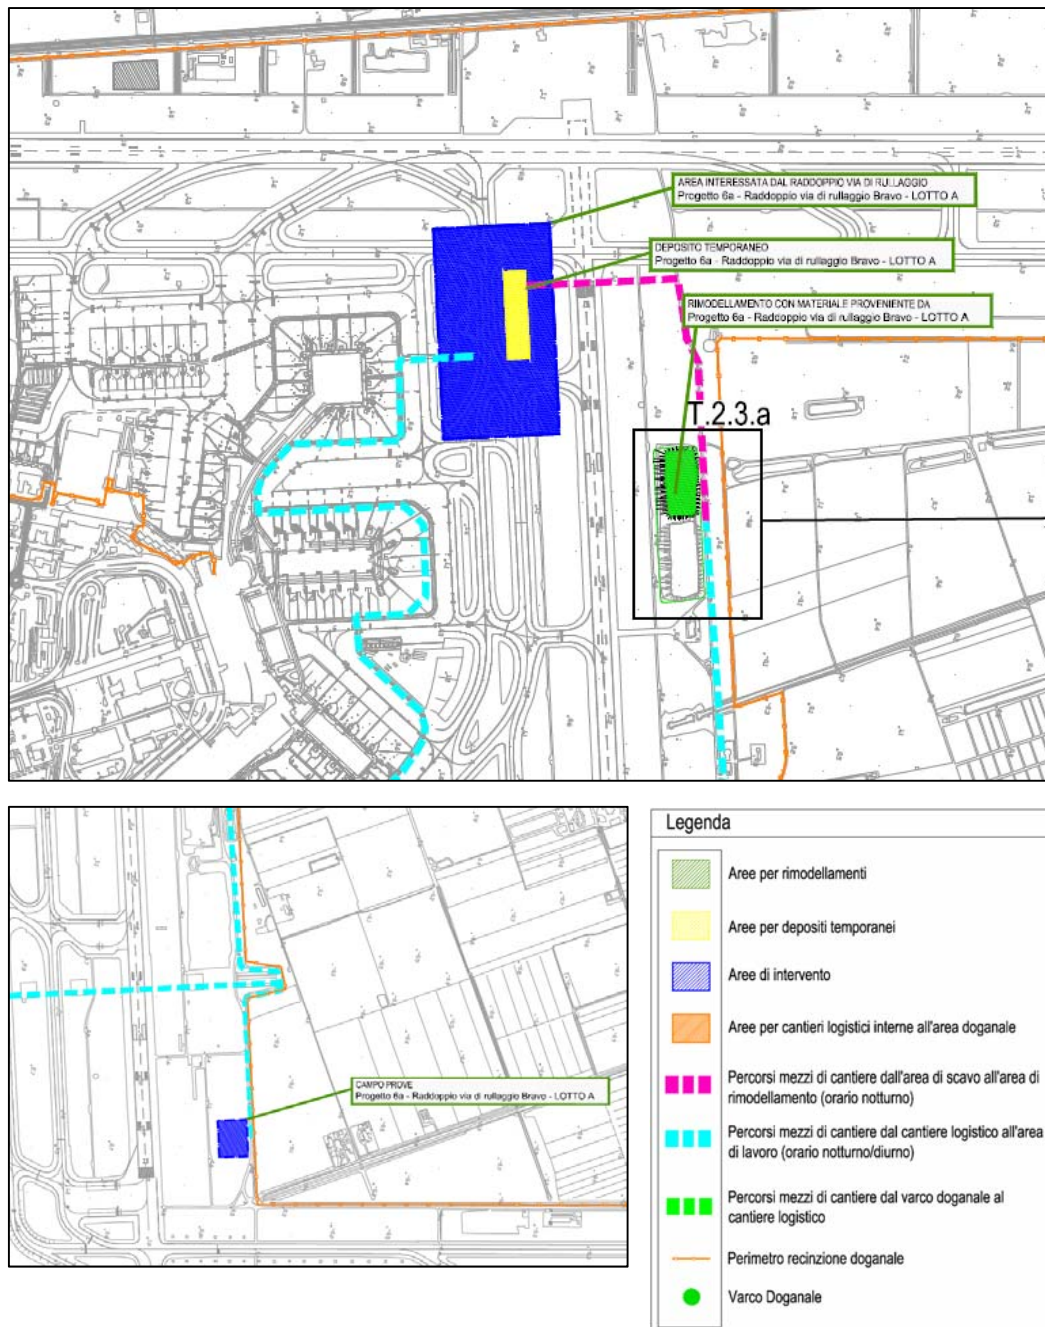 AREA INTERESSATA DAL RADDOPPIO VIA DI RULLAGGIO
Progetto 6a - Raddoppio via di rullaggio Bravo - LOTTO A
DEPOSITO TEMPORANEO
Progetto 6a - Raddoppio via di rullaggio Bravo - LOTTO A
RIMODELLAMENTO CON MATERIALE PROVENIENTE DA
Progetto 6a - Raddoppio via di rullaggio Bravo - LOTTO A
T.2.3.a
CAMPO PROVE
Progetto 6a - Raddoppio via di rullaggio Bravo - LOTTO A
Legenda
Aree per rimodellamenti
Aree per depositi temporanei
Aree di intervento
Aree per cantieri logistici interne all'area doganale
Percorsi mezzi di cantiere dall'area di scavo all'area di
rimodellamento (orario notturno)
Percorsi mezzi di cantiere dal cantiere logistico all'area
di lavoro (orario notturno/diurno)
Percorsi mezzi di cantiere dal varco doganale al
cantiere logistico
Perimetro recinzione doganale
Varco Doganale